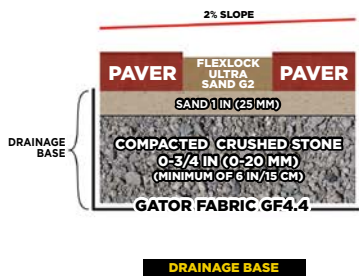 2% SLOPE
PAVER
FLEXLOCK
ULTRA
SAND G2
PAVER
SAND 1 IN (25 MM)
DRAINAGE
BASE
COMPACTED CRUSHED STONE
0-3/4 IN (0-20 MM)
(MINIMUM OF 6 IN/15 CM)
GATOR FABRIC GF4.4
DRAINAGE BASE